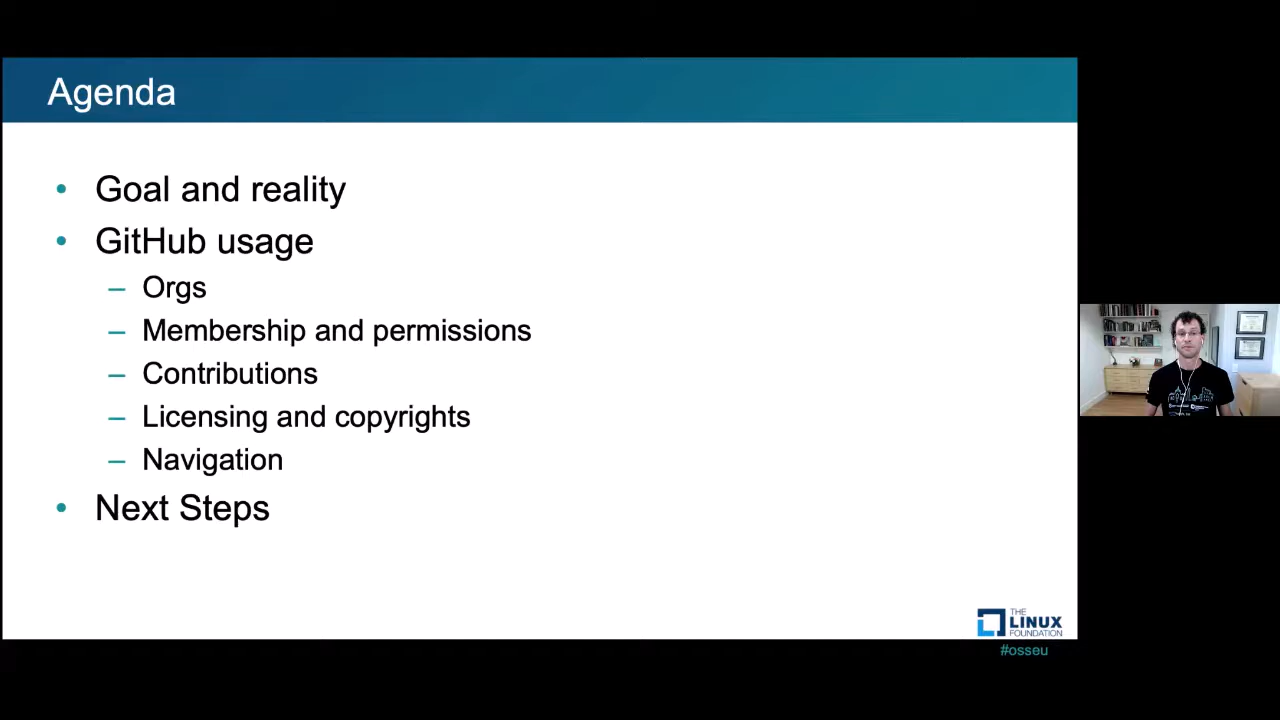 Agenda
• Goal and reality
• GitHub usage
– Orgs
– Membership and permissions
– Contributions
– Licensing and copyrights
– Navigation
• Next Steps
THE
LINUX
FOUNDATION
#osseu